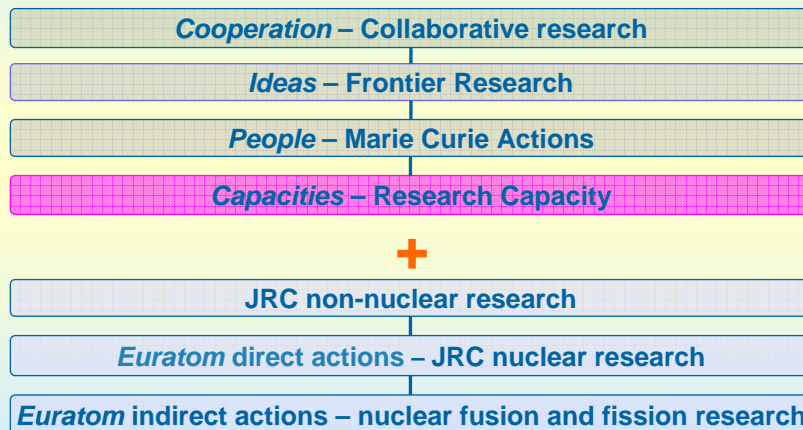 Cooperation – Collaborative research
Ideas – Frontier Research
People – Marie Curie Actions
Capacities – Research Capacity
+
JRC non-nuclear research
Euratom direct actions – JRC nuclear research
Euratom indirect actions – nuclear fusion and fission research